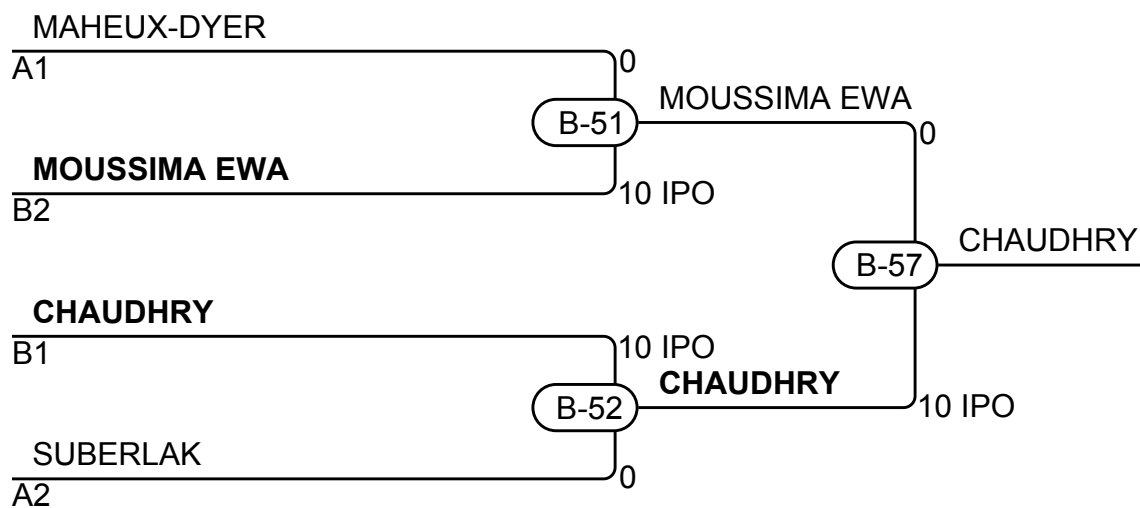 MAHEUX-DYER
A1
0
B-51
MOUSSIMA EWA
0
MOUSSIMA EWA
B2
10 IPO
B-57
CHAUDHRY
CHAUDHRY
B1
10 IPO
CHAUDHRY
B-52
10 IPO
SUBERLAK
A2
0